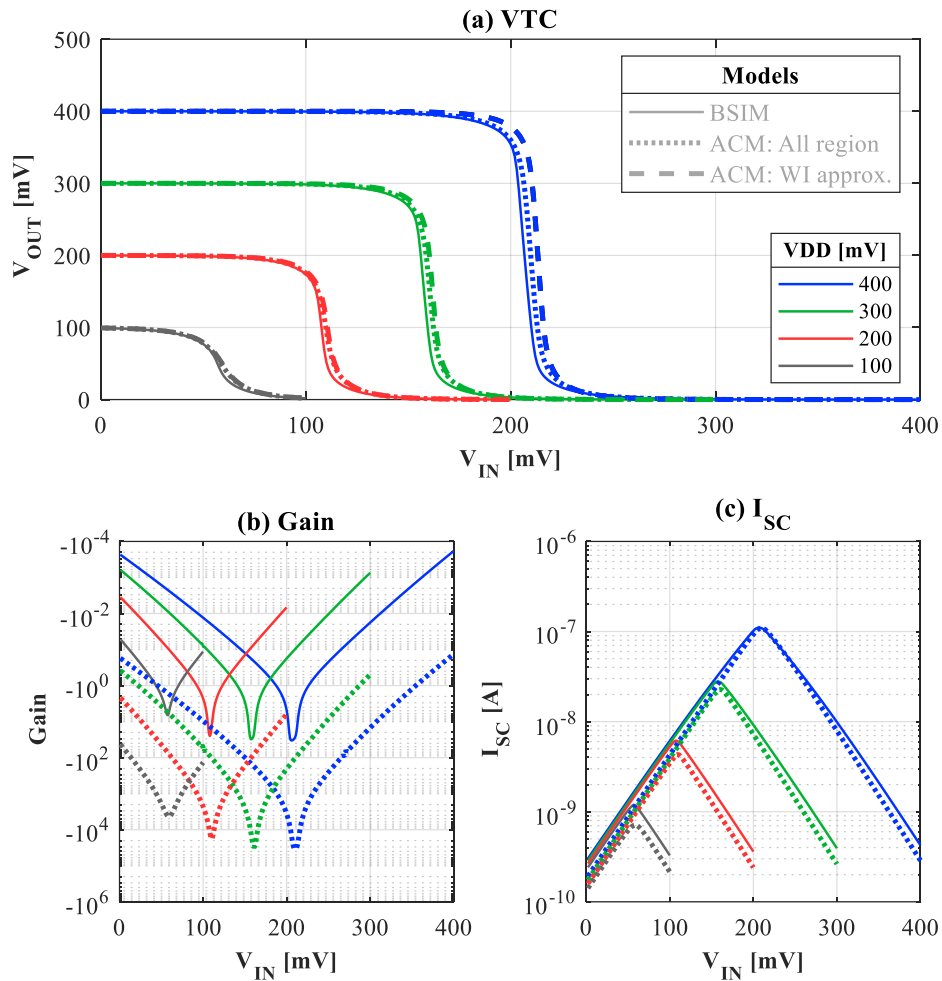 (a) VTC
500
400
300
200
100
0
V_OUT [mV]
0 100 200 300 400
V_IN [mV]
Models
BSIM
ACM: All region
ACM: WI approx.
VDD [mV]
400
300
200
100
(b) Gain
-10^-4
-10^-2
-10^0
-10^2
-10^4
-10^6
Gain
0 100 200 300 400
V_IN [mV]
(c) I_SC
10^-6
10^-7
10^-8
10^-9
10^-10
I_SC [A]
0 100 200 300 400
V_IN [mV]